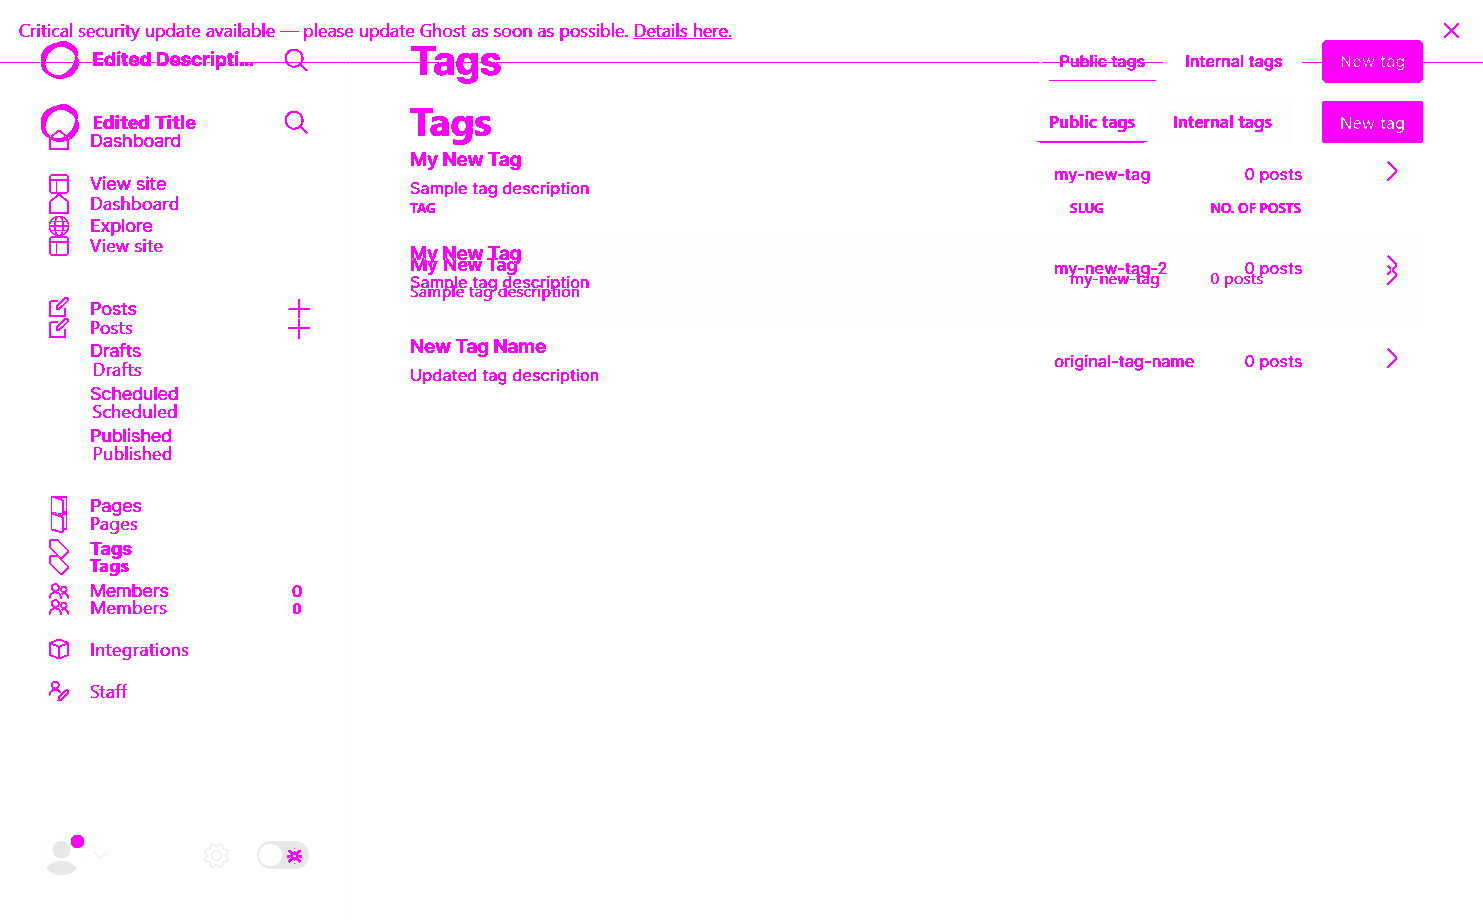 Critical security update available — please update Ghost as soon as possible. Details here.
Edited Descripti...
Tags
Public tags
Internal tags
New tag
Edited Title
Tags
Public tags
Internal tags
New tag
Dashboard
My New Tag
my-new-tag
0 posts
View site
Sample tag description
Dashboard
TAG
SLUG
NO. OF POSTS
Explore
View site
My New Tag
My New Tag
my-new-tag-2
0 posts
my-new-tag
0 posts
Sample tag description
Sample tag description
Posts
Posts
Drafts
New Tag Name
original-tag-name
0 posts
Drafts
Updated tag description
Scheduled
Scheduled
Published
Published
Pages
Pages
Tags
Tags
Members
0
Members
0
Integrations
Staff